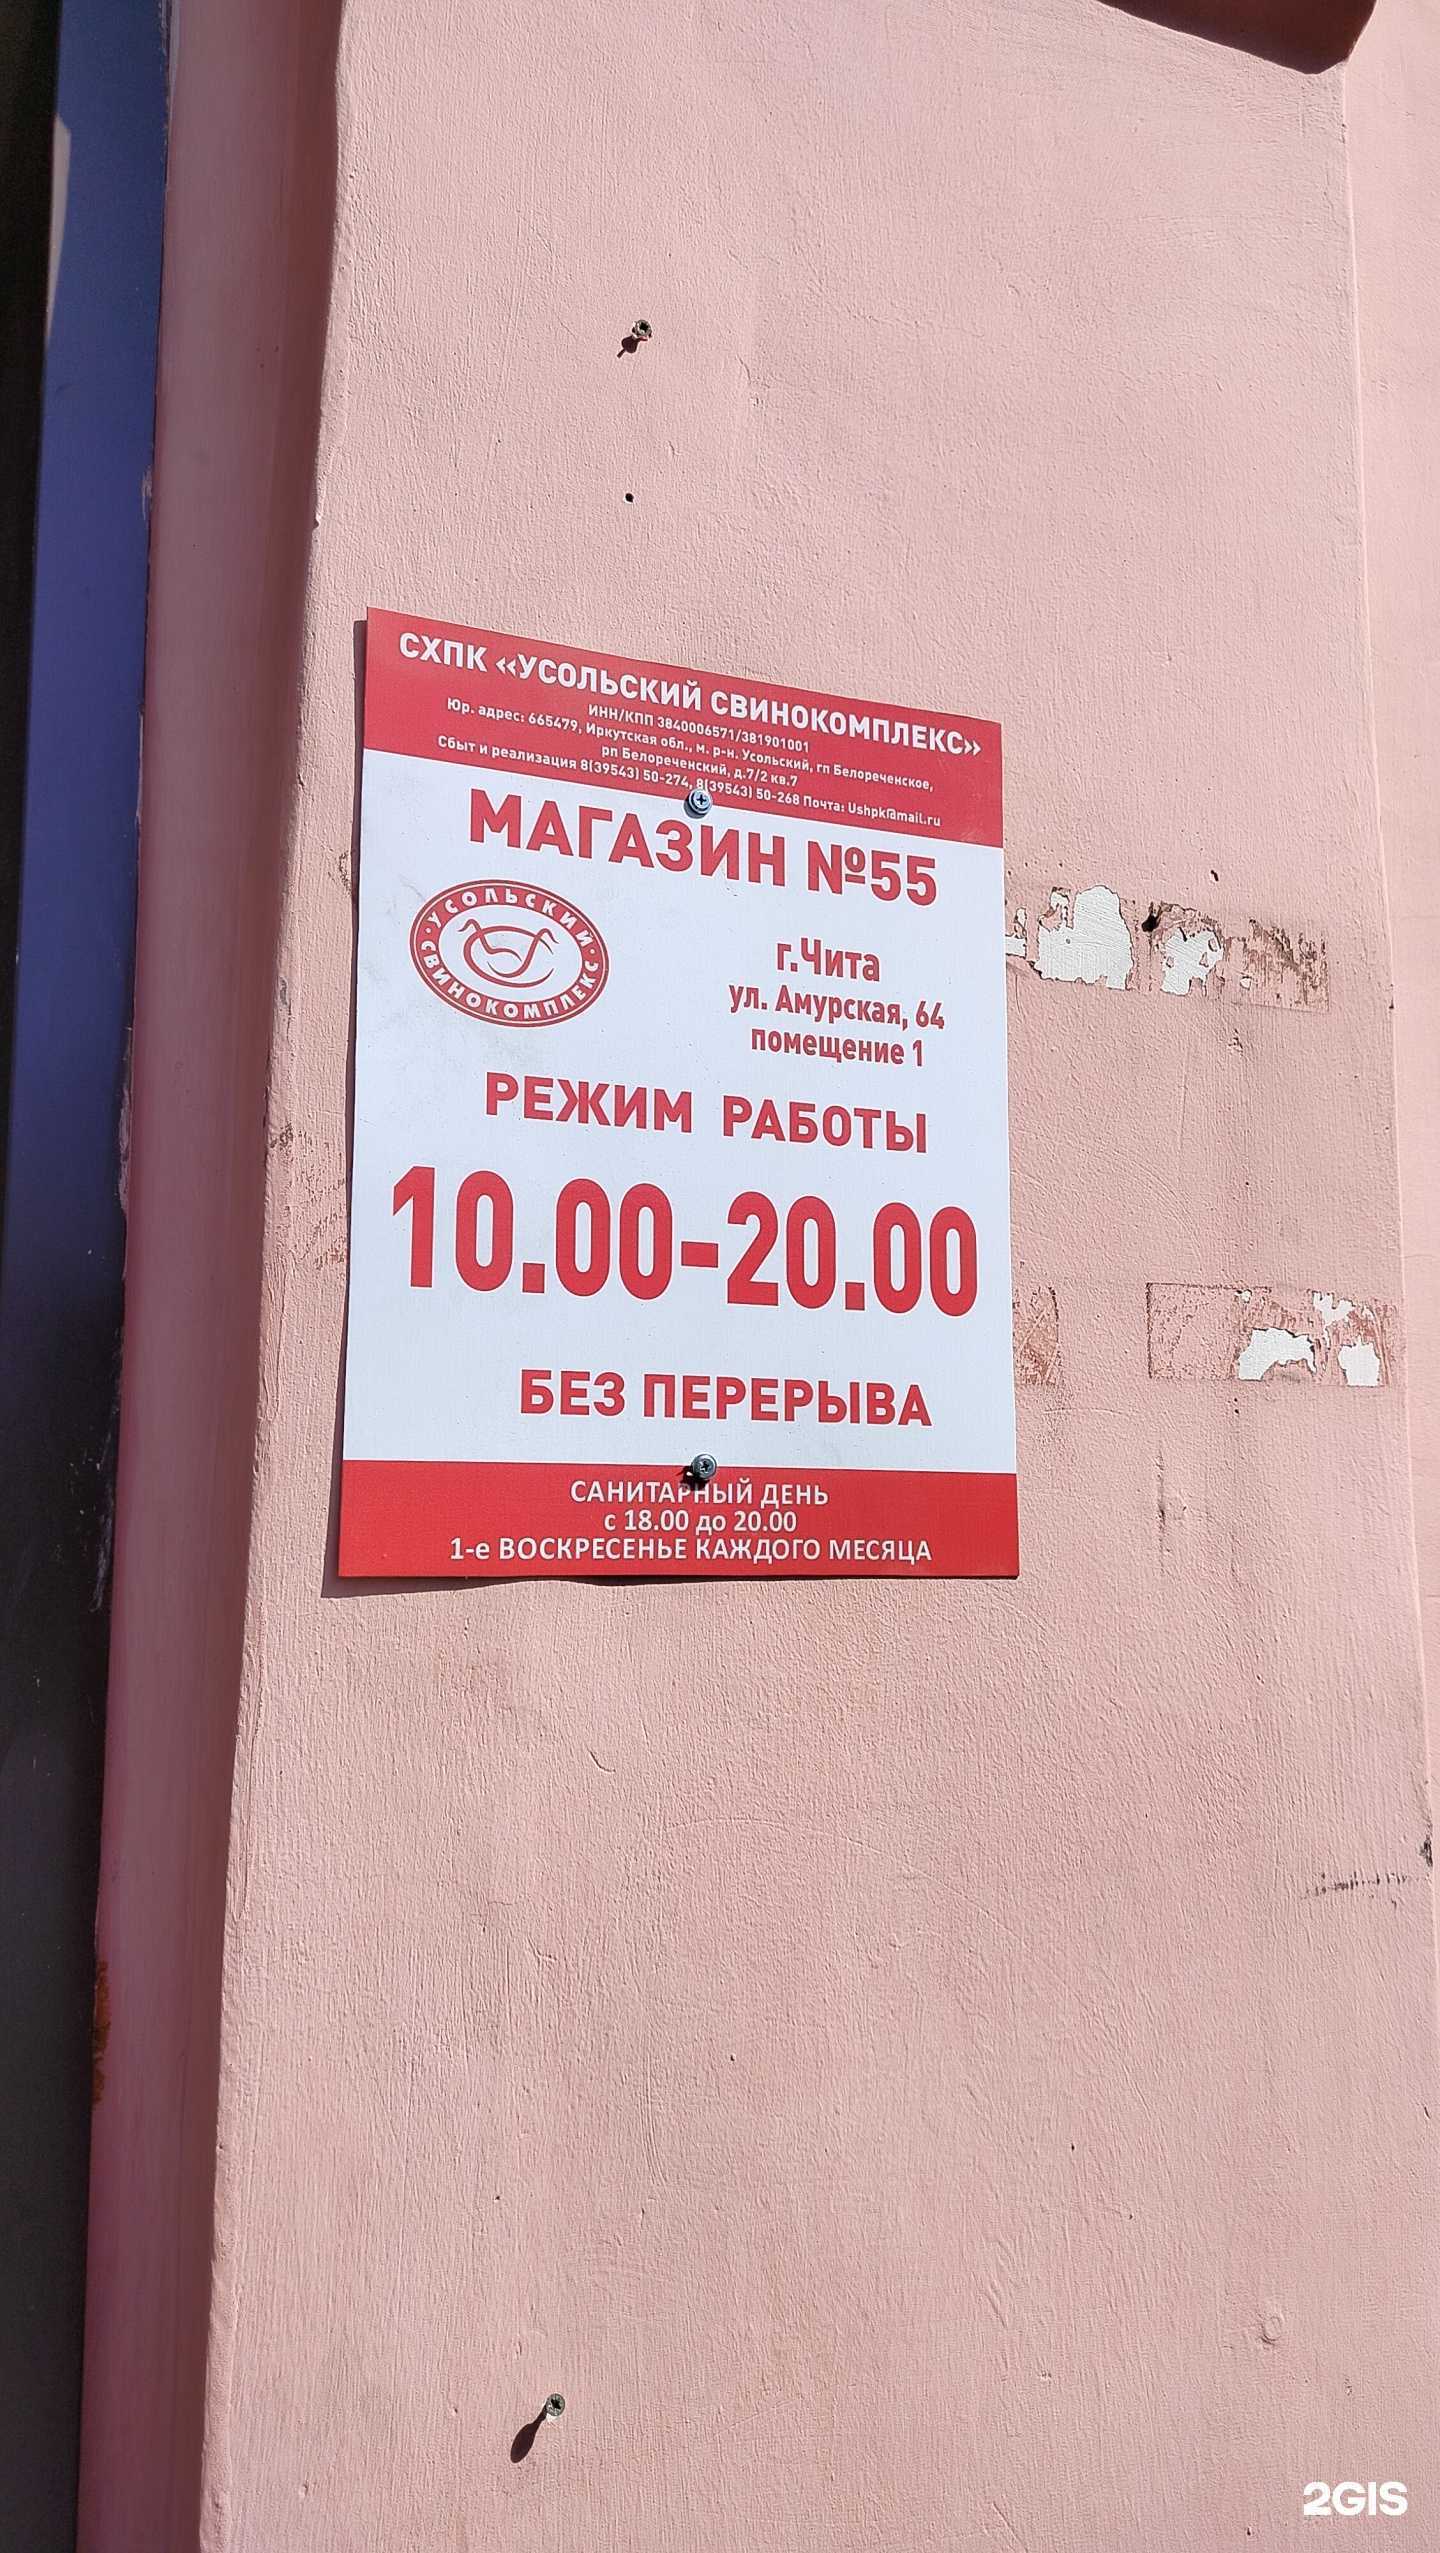 СХПК «УСОЛЬСКИЙ СВИНОКОМПЛЕКС»
ИНН/КПП 3840006571/381901001
Юр. адрес: 665479, Иркутская обл., м. р-н. Усольский, гп Белореченское,
рп Белореченский, д.7/2 кв.7
Сбыт и реализация 8(39543) 50-274, 8(39543) 50-268 Почта: Ushpk@mail.ru
МАГАЗИН №55
УСОЛЬСКИЙ
СВИНОКОМПЛЕКС
г.Чита
ул. Амурская, 64
помещение 1
РЕЖИМ РАБОТЫ
10.00-20.00
БЕЗ ПЕРЕРЫВА
САНИТАРНЫЙ ДЕНЬ
с 18.00 до 20.00
1-е ВОСКРЕСЕНЬЕ КАЖДОГО МЕСЯЦА
2GIS